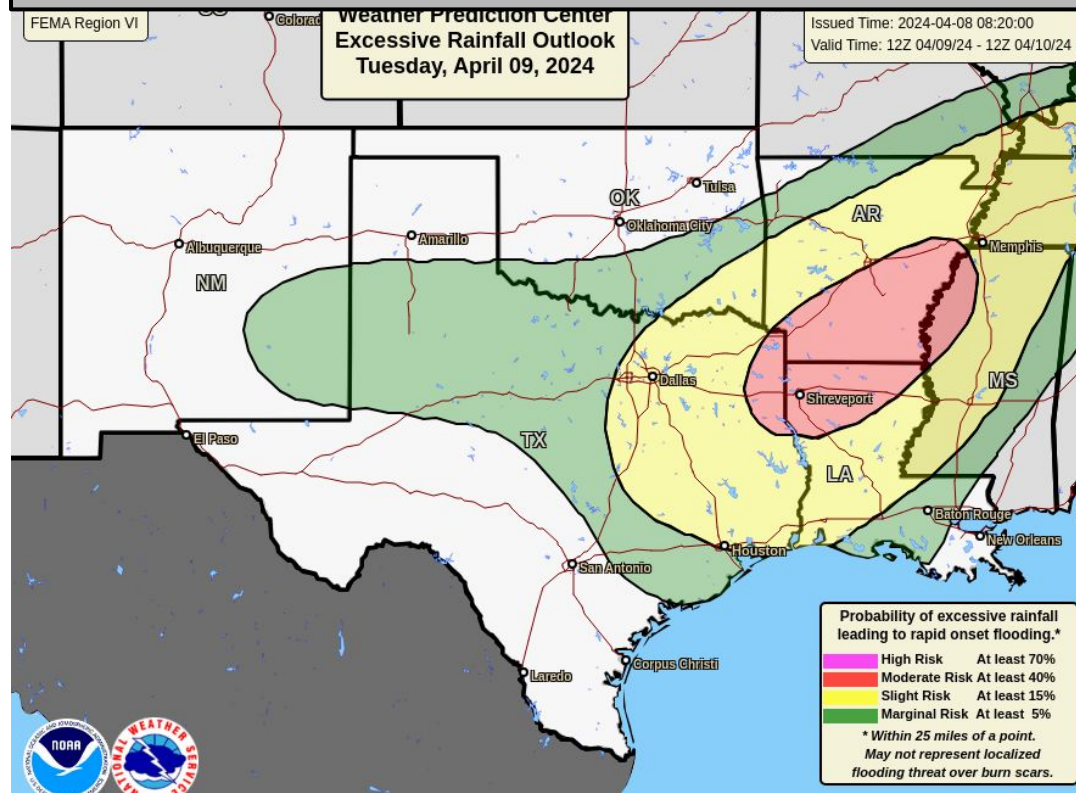 FEMA Region VI
Weather Prediction Center
Excessive Rainfall Outlook
Tuesday, April 09, 2024
Issued Time: 2024-04-08 08:20:00
Valid Time: 12Z 04/09/24 - 12Z 04/10/24
Tulsa
OK
Oklahoma City
AR
Amarillo
Albuquerque
Memphis
NM
Dallas
MS
Shreveport
El Paso
TX
LA
Baton Rouge
New Orleans
Houston
San Antonio
Corpus Christi
Laredo
Probability of excessive rainfall
leading to rapid onset flooding.*
High Risk At least 70%
Moderate Risk At least 40%
Slight Risk At least 15%
Marginal Risk At least 5%
* Within 25 miles of a point.
May not represent localized
flooding threat over burn scars.
NOAA
NATIONAL WEATHER SERVICE